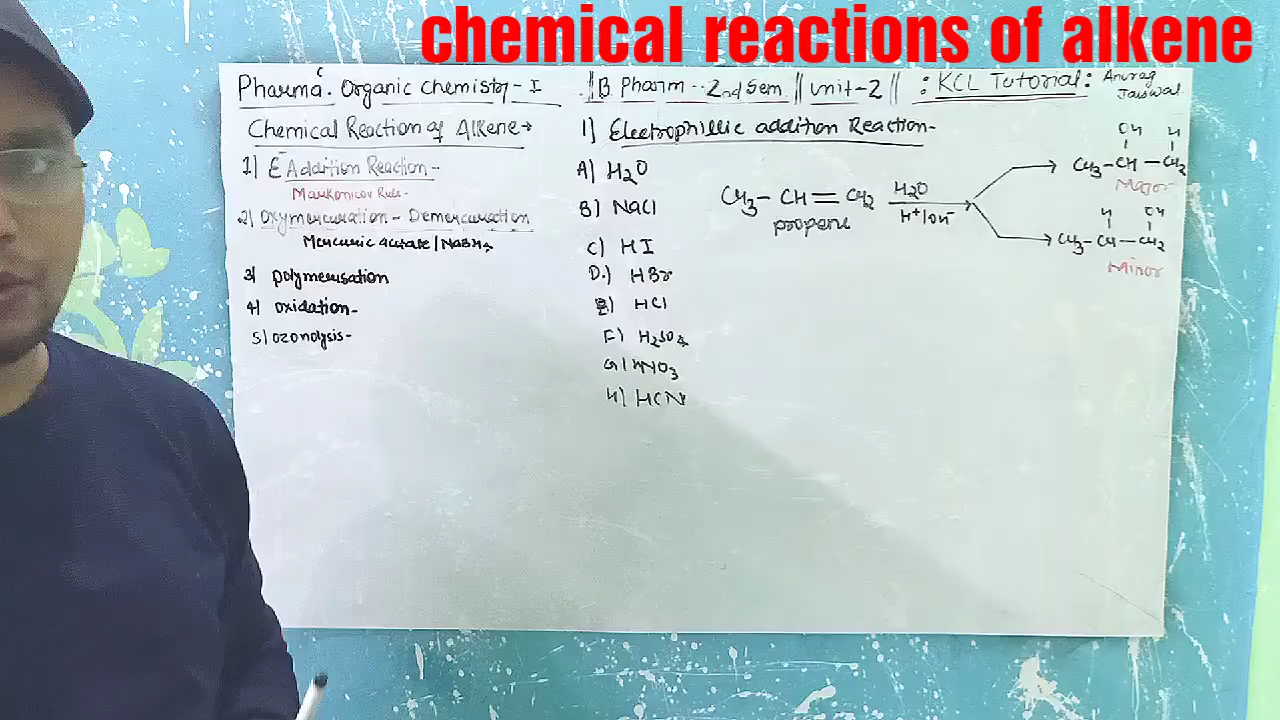 chemical reactions of alkene
Pharma. Organic chemistry - I || B Pharm -- 2nd Sem || unit-2 || : KCL Tutorial: Anurag Jaiswal
Chemical Reaction of Alkene→
1) E Addition Reaction-
Markonicov Rule-
2) Oxymercuration - Demercuration
Mercuric acetate / NaBH4
3) polymerisation
4) oxidation-
5) ozonolysis-
1) Electrophillic addition Reaction-
A) H2O
B) NaCl
C) HI
D.) HBr
E) HCl
F) H2SO4
G) HNO3
H) HCN
CH3- CH=CH2
propene
H2O
H+/OH-
OH H
CH3-CH-CH2
Major
H OH
CH3-CH-CH2
Minor